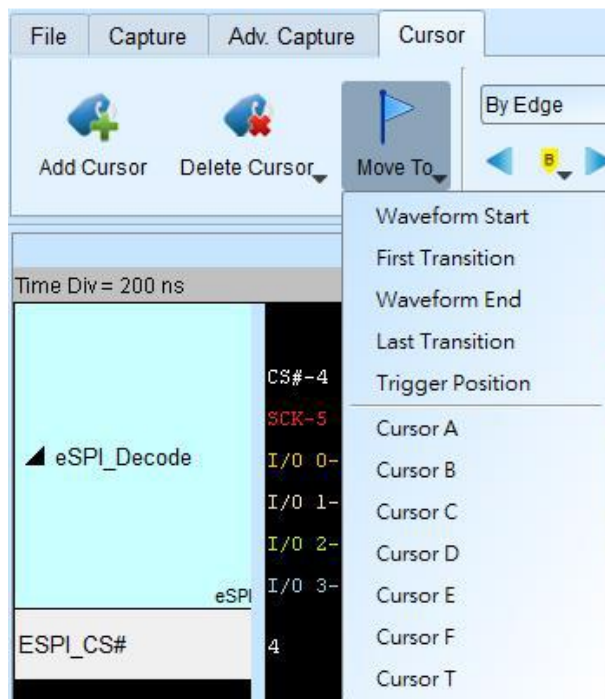 File Capture Adv. Capture Cursor
Add Cursor Delete Cursor Move To By Edge
B
Waveform Start
First Transition
Waveform End
Last Transition
Trigger Position
Cursor A
Cursor B
Cursor C
Cursor D
Cursor E
Cursor F
Cursor T
Time Div = 200 ns
CS#-4
SCK-5
eSPI_Decode
I/O 0-
I/O 1-
I/O 2-
I/O 3-
eSPI
ESPI_CS# 4